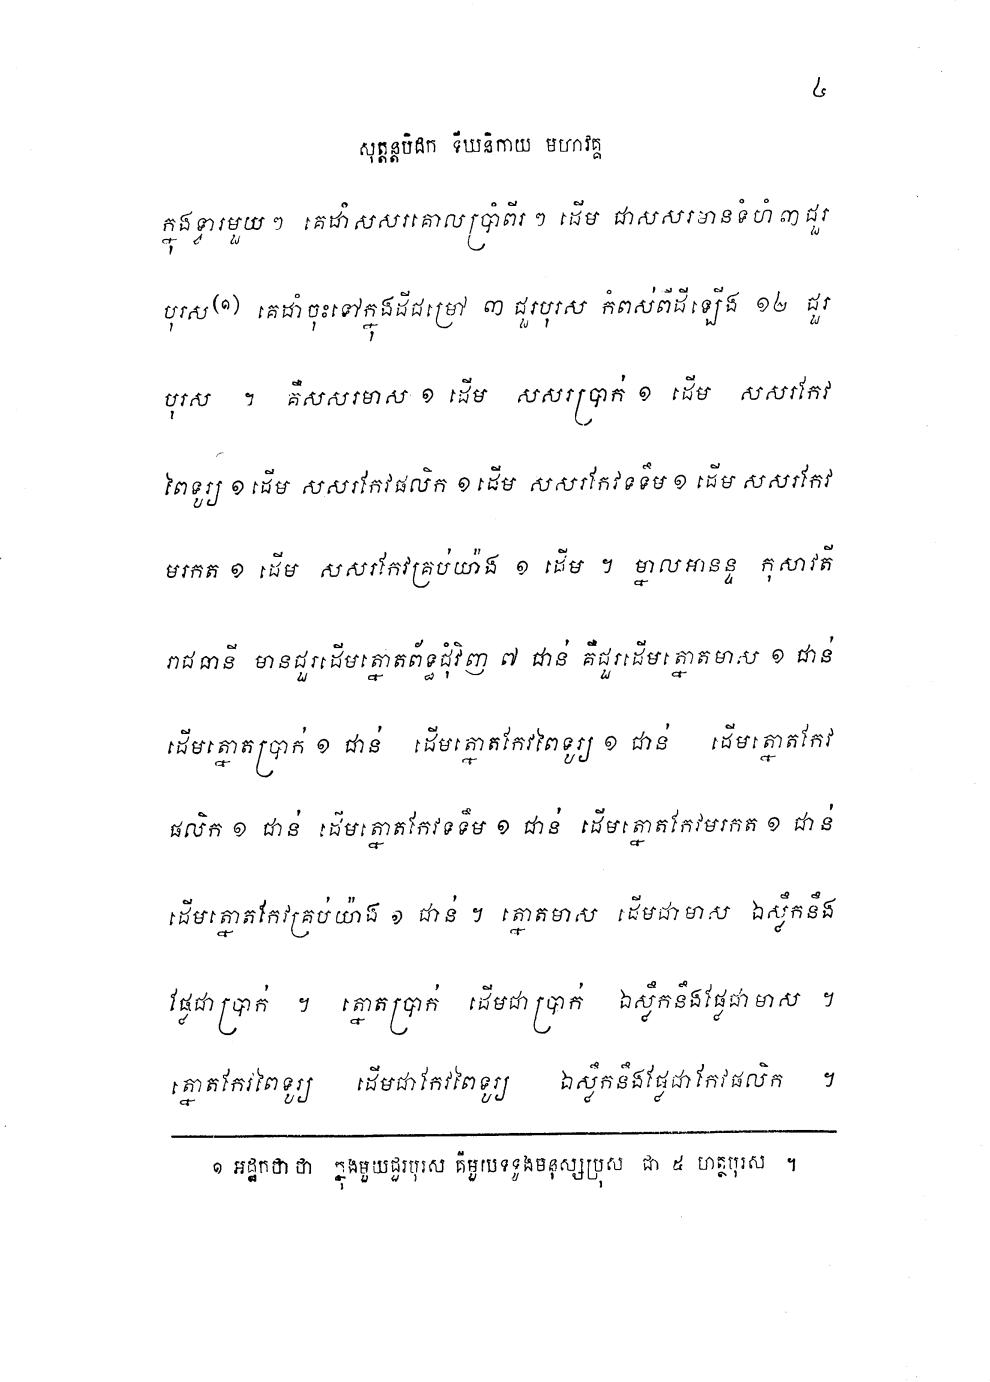 ៤
សុត្តន្តបិដក ទីឃនិកាយ មហាវគ្គ
ក្នុងទ្វារមួយៗ គេដាំសសរគោលប្រាំពីរៗ ដើម ជាសសរមានទំហំ ៣ ជួរ
បុរស(១) គេដាំចុះទៅក្នុងដីជម្រៅ ៣ ជួរបុរស កំពស់ពីដីឡើង ១២ ជួរ
បុរស ។ គឺសសរមាស ១ ដើម សសរប្រាក់ ១ ដើម សសរកែវ
ពៃទូរ្យ ១ ដើម សសរកែវផលិក ១ ដើម សសរកែវទទឹម ១ ដើម សសរកែវ
មរកត ១ ដើម សសរកែវគ្រប់យ៉ាង ១ ដើម ។ ម្នាលអានន្ទ កុសាវតី
រាជធានី មានជួរដើមត្នោតព័ទ្ធជុំវិញ ៧ ជាន់ គឺជួរដើមត្នោតមាស ១ ជាន់
ដើមត្នោតប្រាក់ ១ ជាន់ ដើមត្នោតកែវពៃទូរ្យ ១ ជាន់ ដើមត្នោតកែវ
ផលិក ១ ជាន់ ដើមត្នោតកែវទទឹម ១ ជាន់ ដើមត្នោតកែវមរកត ១ ជាន់
ដើមត្នោតកែវគ្រប់យ៉ាង ១ ជាន់ ។ ត្នោតមាស ដើមជាមាស ឯស្លឹកនឹង
ផ្លែជាប្រាក់ ។ ត្នោតប្រាក់ ដើមជាប្រាក់ ឯស្លឹកនឹងផ្លែជាមាស ។
ត្នោតកែវពៃទូរ្យ ដើមជាកែវពៃទូរ្យ ឯស្លឹកនឹងផ្លែជាកែវផលិក ។
១ អដ្ឋកថា ថា ក្នុងមួយជួរបុរស គឺមួយ​​​​​​​​​​​​​​​​​​​​​​​​​​​​​​​​​​​​​​​​​​​​​​​​​​​​​​​​​​​​​​​​​​ មនុស្សប្រុស ជា ៥ ហត្ថបុរស ។